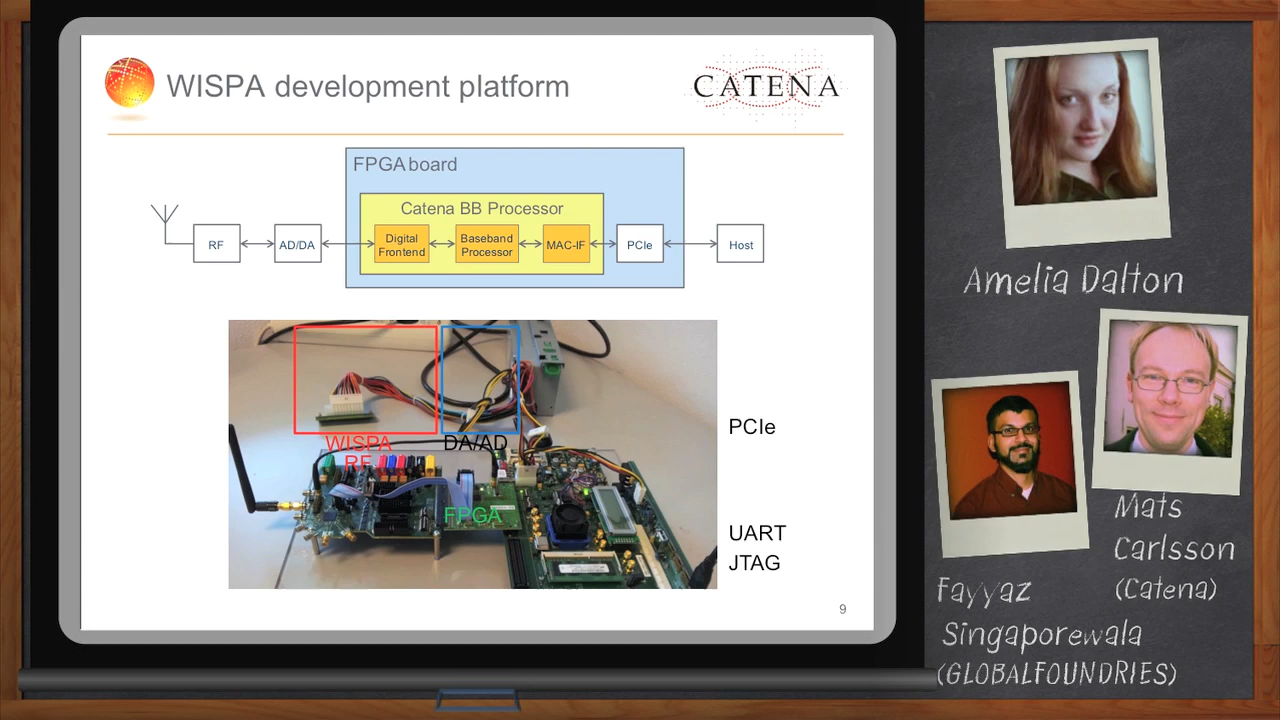 WISPA development platform
CATENA
FPGA board
Catena BB Processor
RF
AD/DA
Digital
Frontend
Baseband
Processor
MAC-IF
PCIe
Host
WISPA
RF
DA/AD
FPGA
PCIe
UART
JTAG
9
Amelia Dalton
Mats
Carlsson
(Catena)
Fayyaz
Singaporewala
(GLOBALFOUNDRIES)